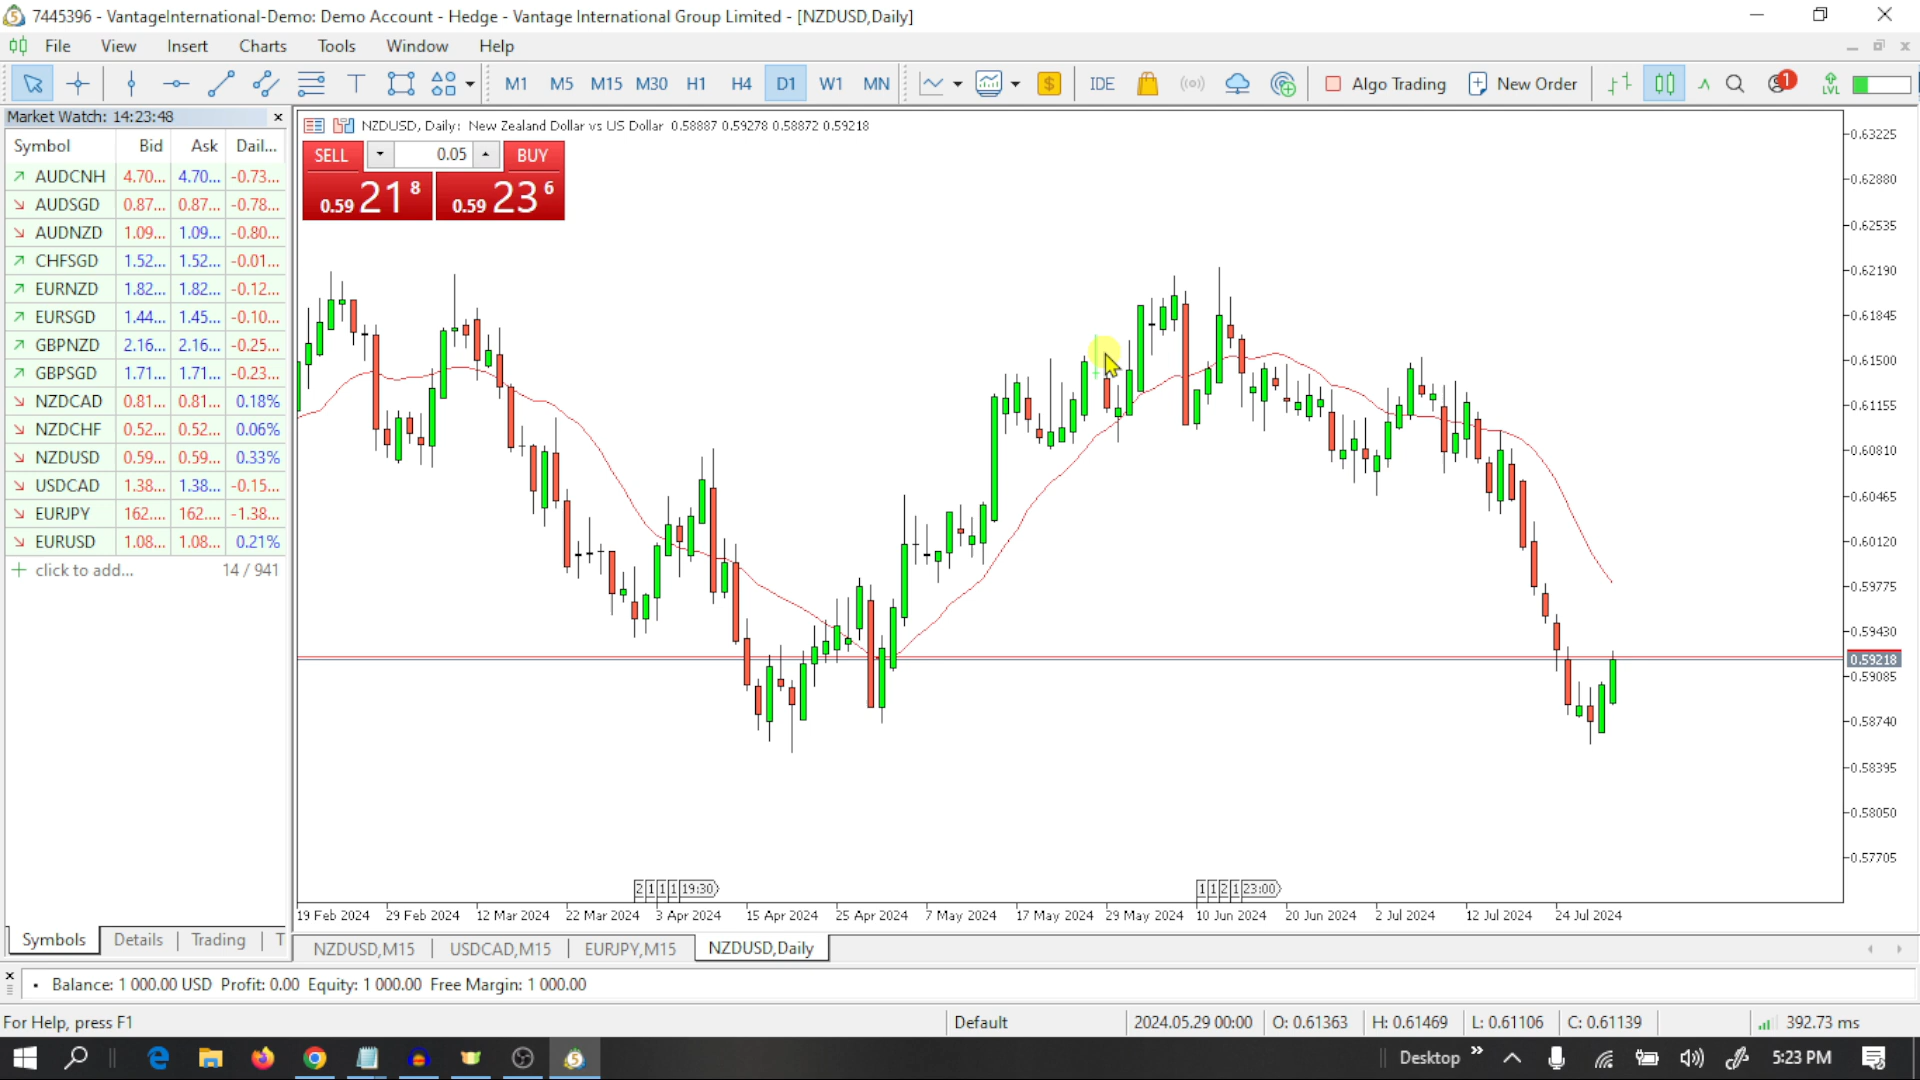 7445396 - VantageInternational-Demo: Demo Account - Hedge - Vantage International Group Limited - [NZDUSD,Daily]
File View Insert Charts Tools Window Help
M1 M5 M15 M30 H1 H4 D1 W1 MN IDE Algo Trading New Order 1 LVL
Market Watch: 14:23:48
Symbol Bid Ask Dail...
AUDCNH 4.70... 4.70... -0.73...
AUDSGD 0.87... 0.87... -0.78...
AUDNZD 1.09... 1.09... -0.80...
CHFSGD 1.52... 1.52... -0.01...
EURNZD 1.82... 1.82... -0.12...
EURSGD 1.44... 1.45... -0.10...
GBPNZD 2.16... 2.16... -0.25...
GBPSGD 1.71... 1.71... -0.23...
NZDCAD 0.81... 0.81... 0.18%
NZDCHF 0.52... 0.52... 0.06%
NZDUSD 0.59... 0.59... 0.33%
USDCAD 1.38... 1.38... -0.15...
EURJPY 162.... 162.... -1.38...
EURUSD 1.08... 1.08... 0.21%
click to add... 14 / 941
Symbols Details Trading T
NZDUSD, Daily: New Zealand Dollar vs US Dollar 0.58887 0.59278 0.58872 0.59218
SELL 0.05 BUY
0.59 21 8 0.59 23 6
0.63225
0.62880
0.62535
0.62190
0.61845
0.61500
0.61155
0.60810
0.60465
0.60120
0.59775
0.59430
0.59218
0.59085
0.58740
0.58395
0.58050
0.57705
2 1 1 1 19:30 1 1 2 1 23:00
19 Feb 2024 29 Feb 2024 12 Mar 2024 22 Mar 2024 3 Apr 2024 15 Apr 2024 25 Apr 2024 7 May 2024 17 May 2024 29 May 2024 10 Jun 2024 20 Jun 2024 2 Jul 2024 12 Jul 2024 24 Jul 2024
NZDUSD,M15 USDCAD,M15 EURJPY,M15 NZDUSD,Daily
Balance: 1 000.00 USD Profit: 0.00 Equity: 1 000.00 Free Margin: 1 000.00
For Help, press F1 Default 2024.05.29 00:00 O: 0.61363 H: 0.61469 L: 0.61106 C: 0.61139 392.73 ms
Desktop 5:23 PM